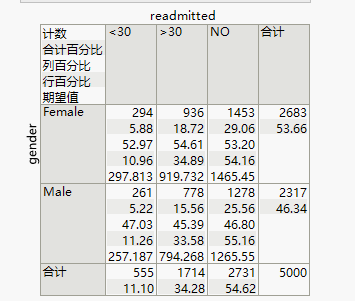 readmitted
计数
合计百分比
列百分比
行百分比
期望值
<30 >30 NO 合计
gender
Female 294 936 1453 2683
5.88 18.72 29.06 53.66
52.97 54.61 53.20
10.96 34.89 54.16
297.813 919.732 1465.45
Male 261 778 1278 2317
5.22 15.56 25.56 46.34
47.03 45.39 46.80
11.26 33.58 55.16
257.187 794.268 1265.55
合计 555 1714 2731 5000
11.10 34.28 54.62